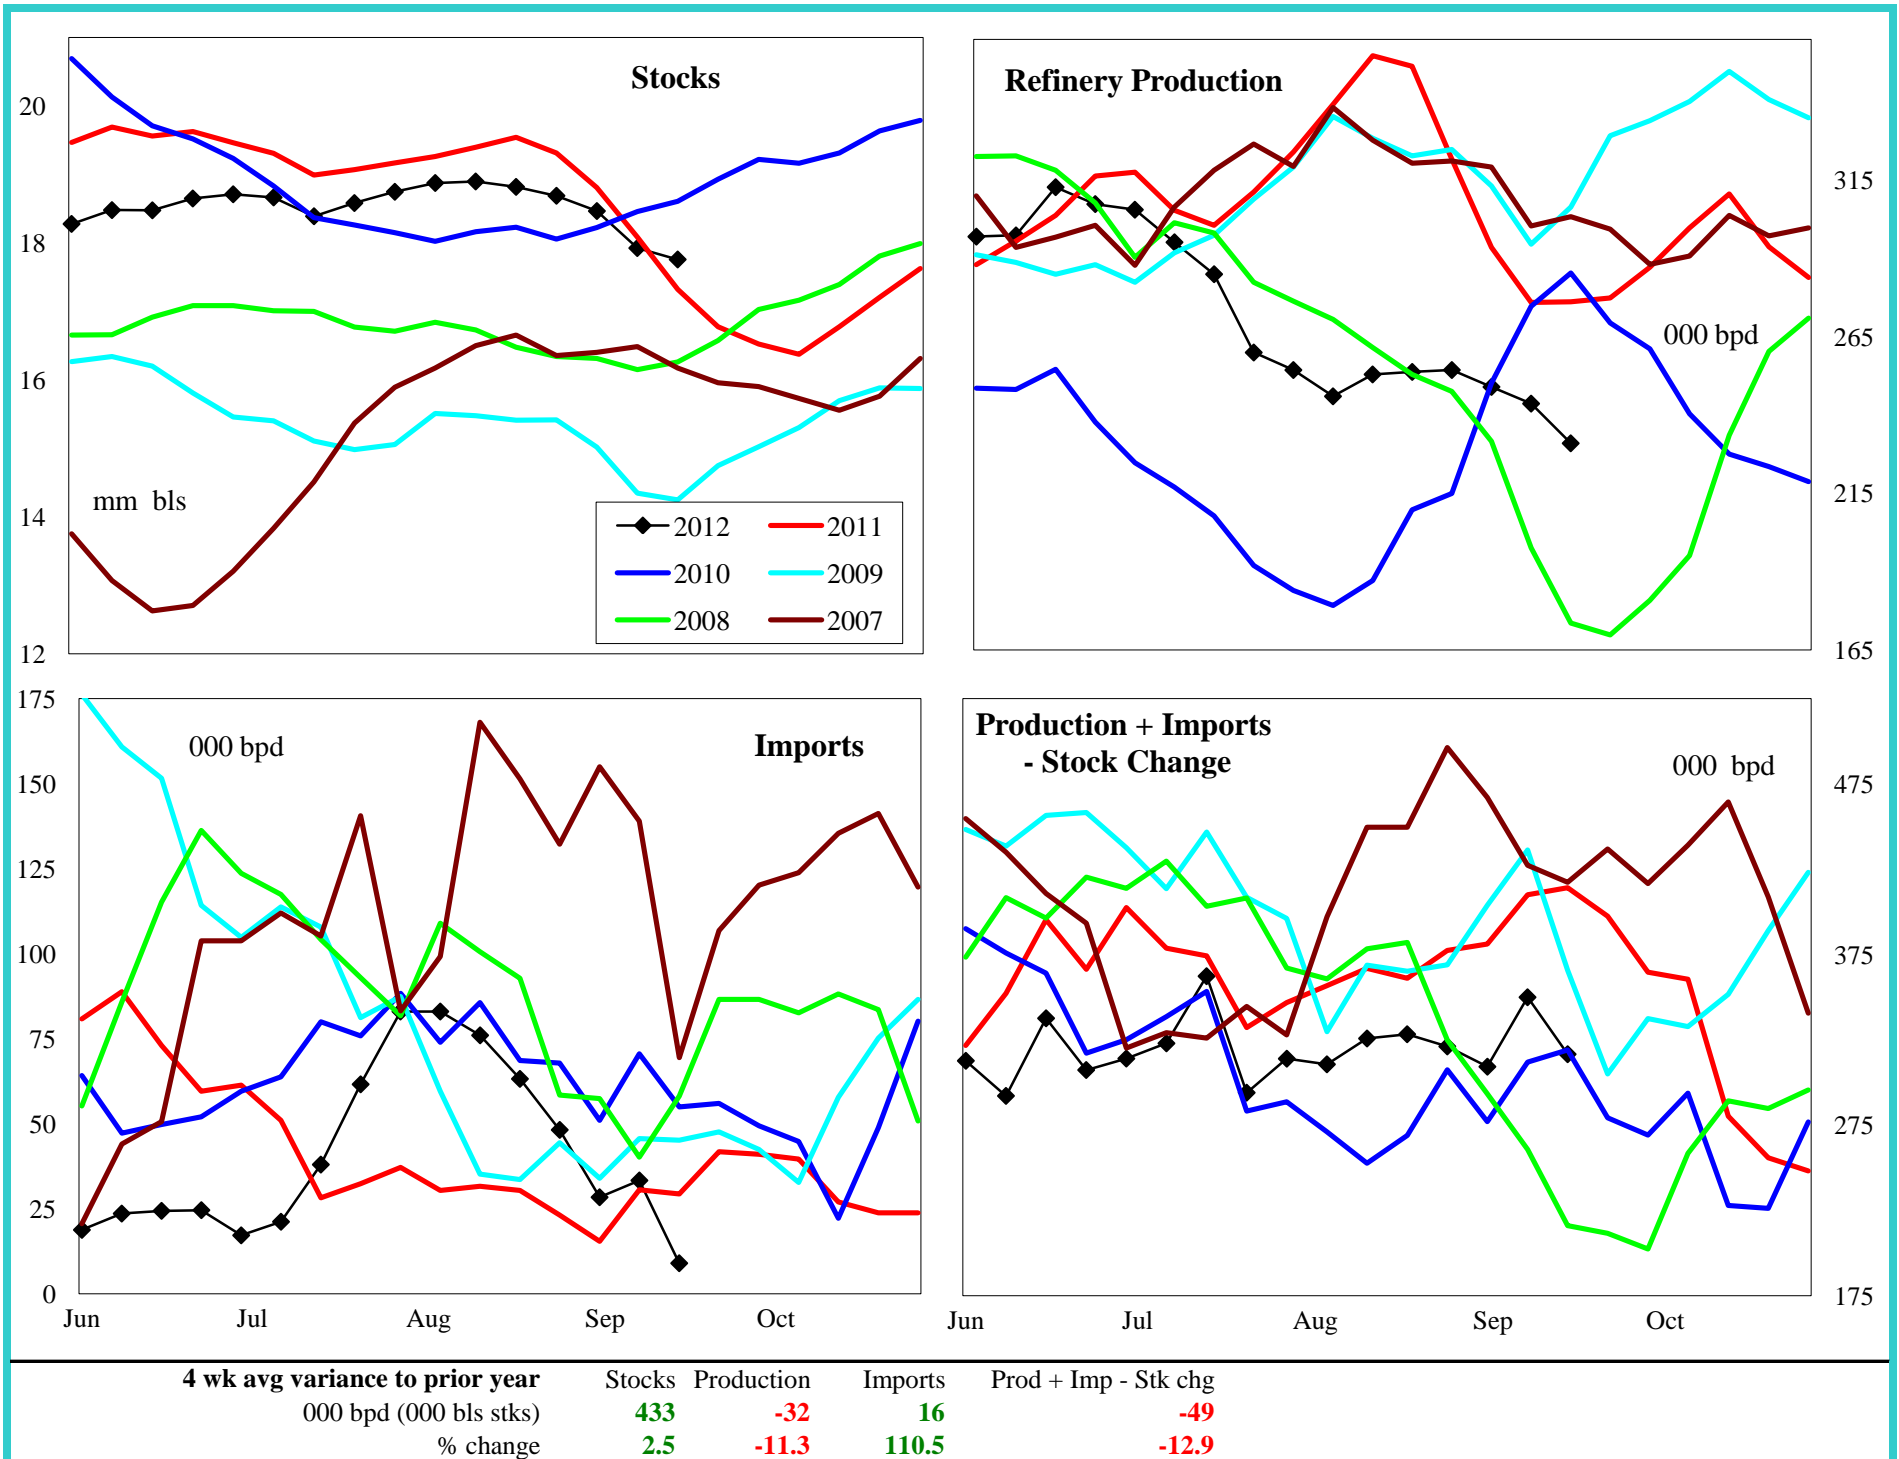 Stocks
20
18
16
14
12
mm bls
2012
2011
2010
2009
2008
2007
Refinery Production
000 bpd
315
265
215
165
Imports
000 bpd
175
150
125
100
75
50
25
0
Jun Jul Aug Sep Oct
Production + Imports
- Stock Change
000 bpd
475
375
275
175
Jun Jul Aug Sep Oct
4 wk avg variance to prior year Stocks Production Imports Prod + Imp - Stk chg
000 bpd (000 bls stks) 433 -32 16 -49
% change 2.5 -11.3 110.5 -12.9